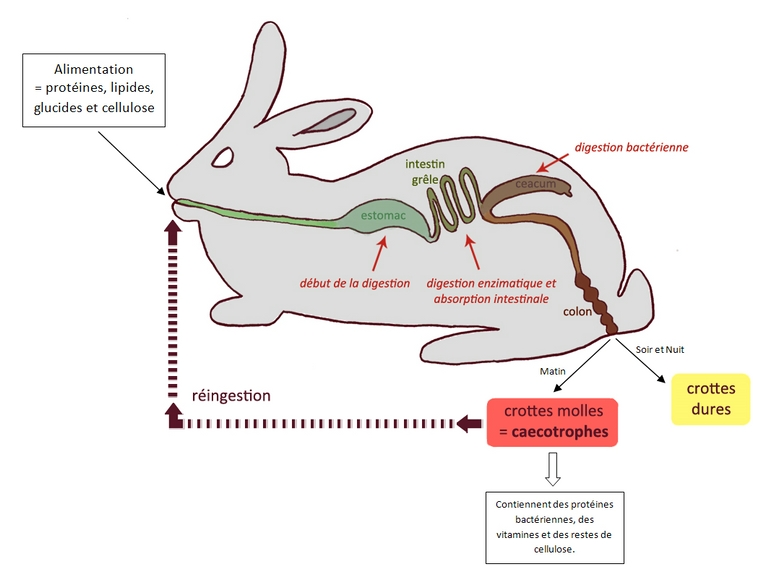 Alimentation
= protéines, lipides,
glucides et cellulose
digestion bactérienne
intestin
grêle
ceacum
estomac
début de la digestion
digestion enzimatique et
absorption intestinale
colon
Soir et Nuit
Matin
crottes
dures
réingestion
crottes molles
= caecotrophes
Contiennent des protéines
bactériennes, des
vitamines et des restes de
cellulose.